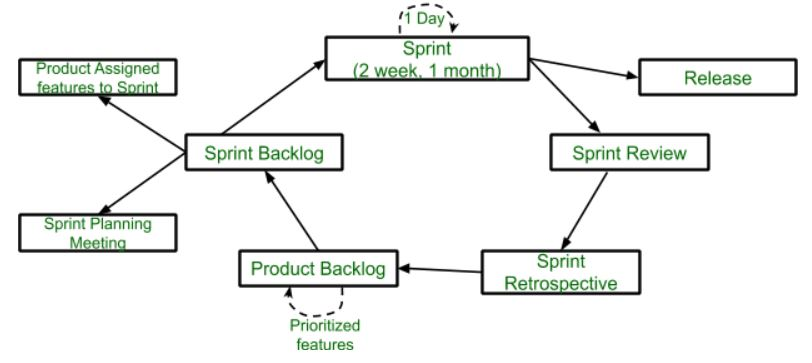 1 Day
Sprint
(2 week, 1 month)
Product Assigned
features to Sprint
Release
Sprint Backlog
Sprint Review
Sprint Planning
Meeting
Product Backlog
Sprint
Retrospective
Prioritized
features